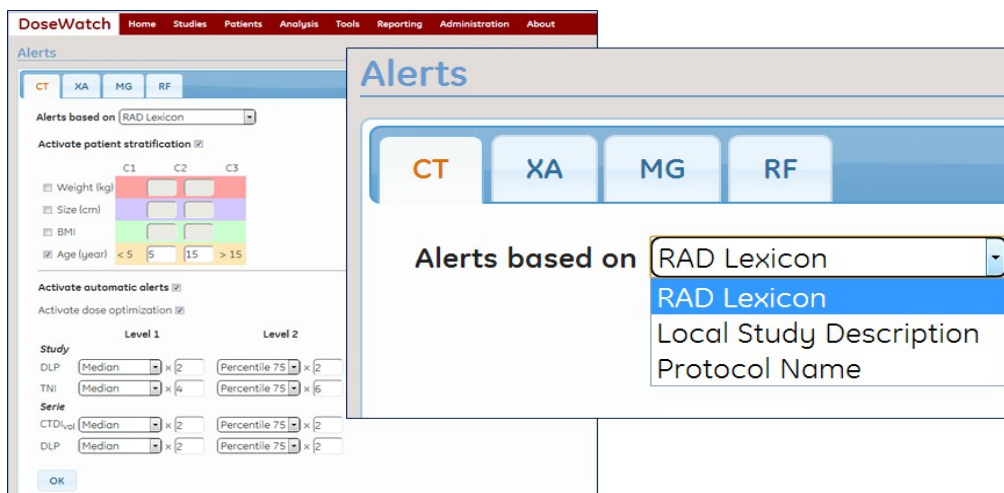 DoseWatch Home Studies Patients Analysis Tools Reporting Administration About
Alerts
CT XA MG RF
Alerts based on RAD Lexicon
Activate patient stratification
C1 C2 C3
Weight (kg)
Size (cm)
BMI
Age (year) < 5 5 15 > 15
Activate automatic alerts
Activate dose optimization
Level 1 Level 2
Study
DLP Median × 2 Percentile 75 × 2
TNI Median × 4 Percentile 75 × 6
Serie
CTDIvol Median × 2 Percentile 75 × 2
DLP Median × 2 Percentile 75 × 2
OK
Alerts
CT XA MG RF
Alerts based on RAD Lexicon
RAD Lexicon
Local Study Description
Protocol Name